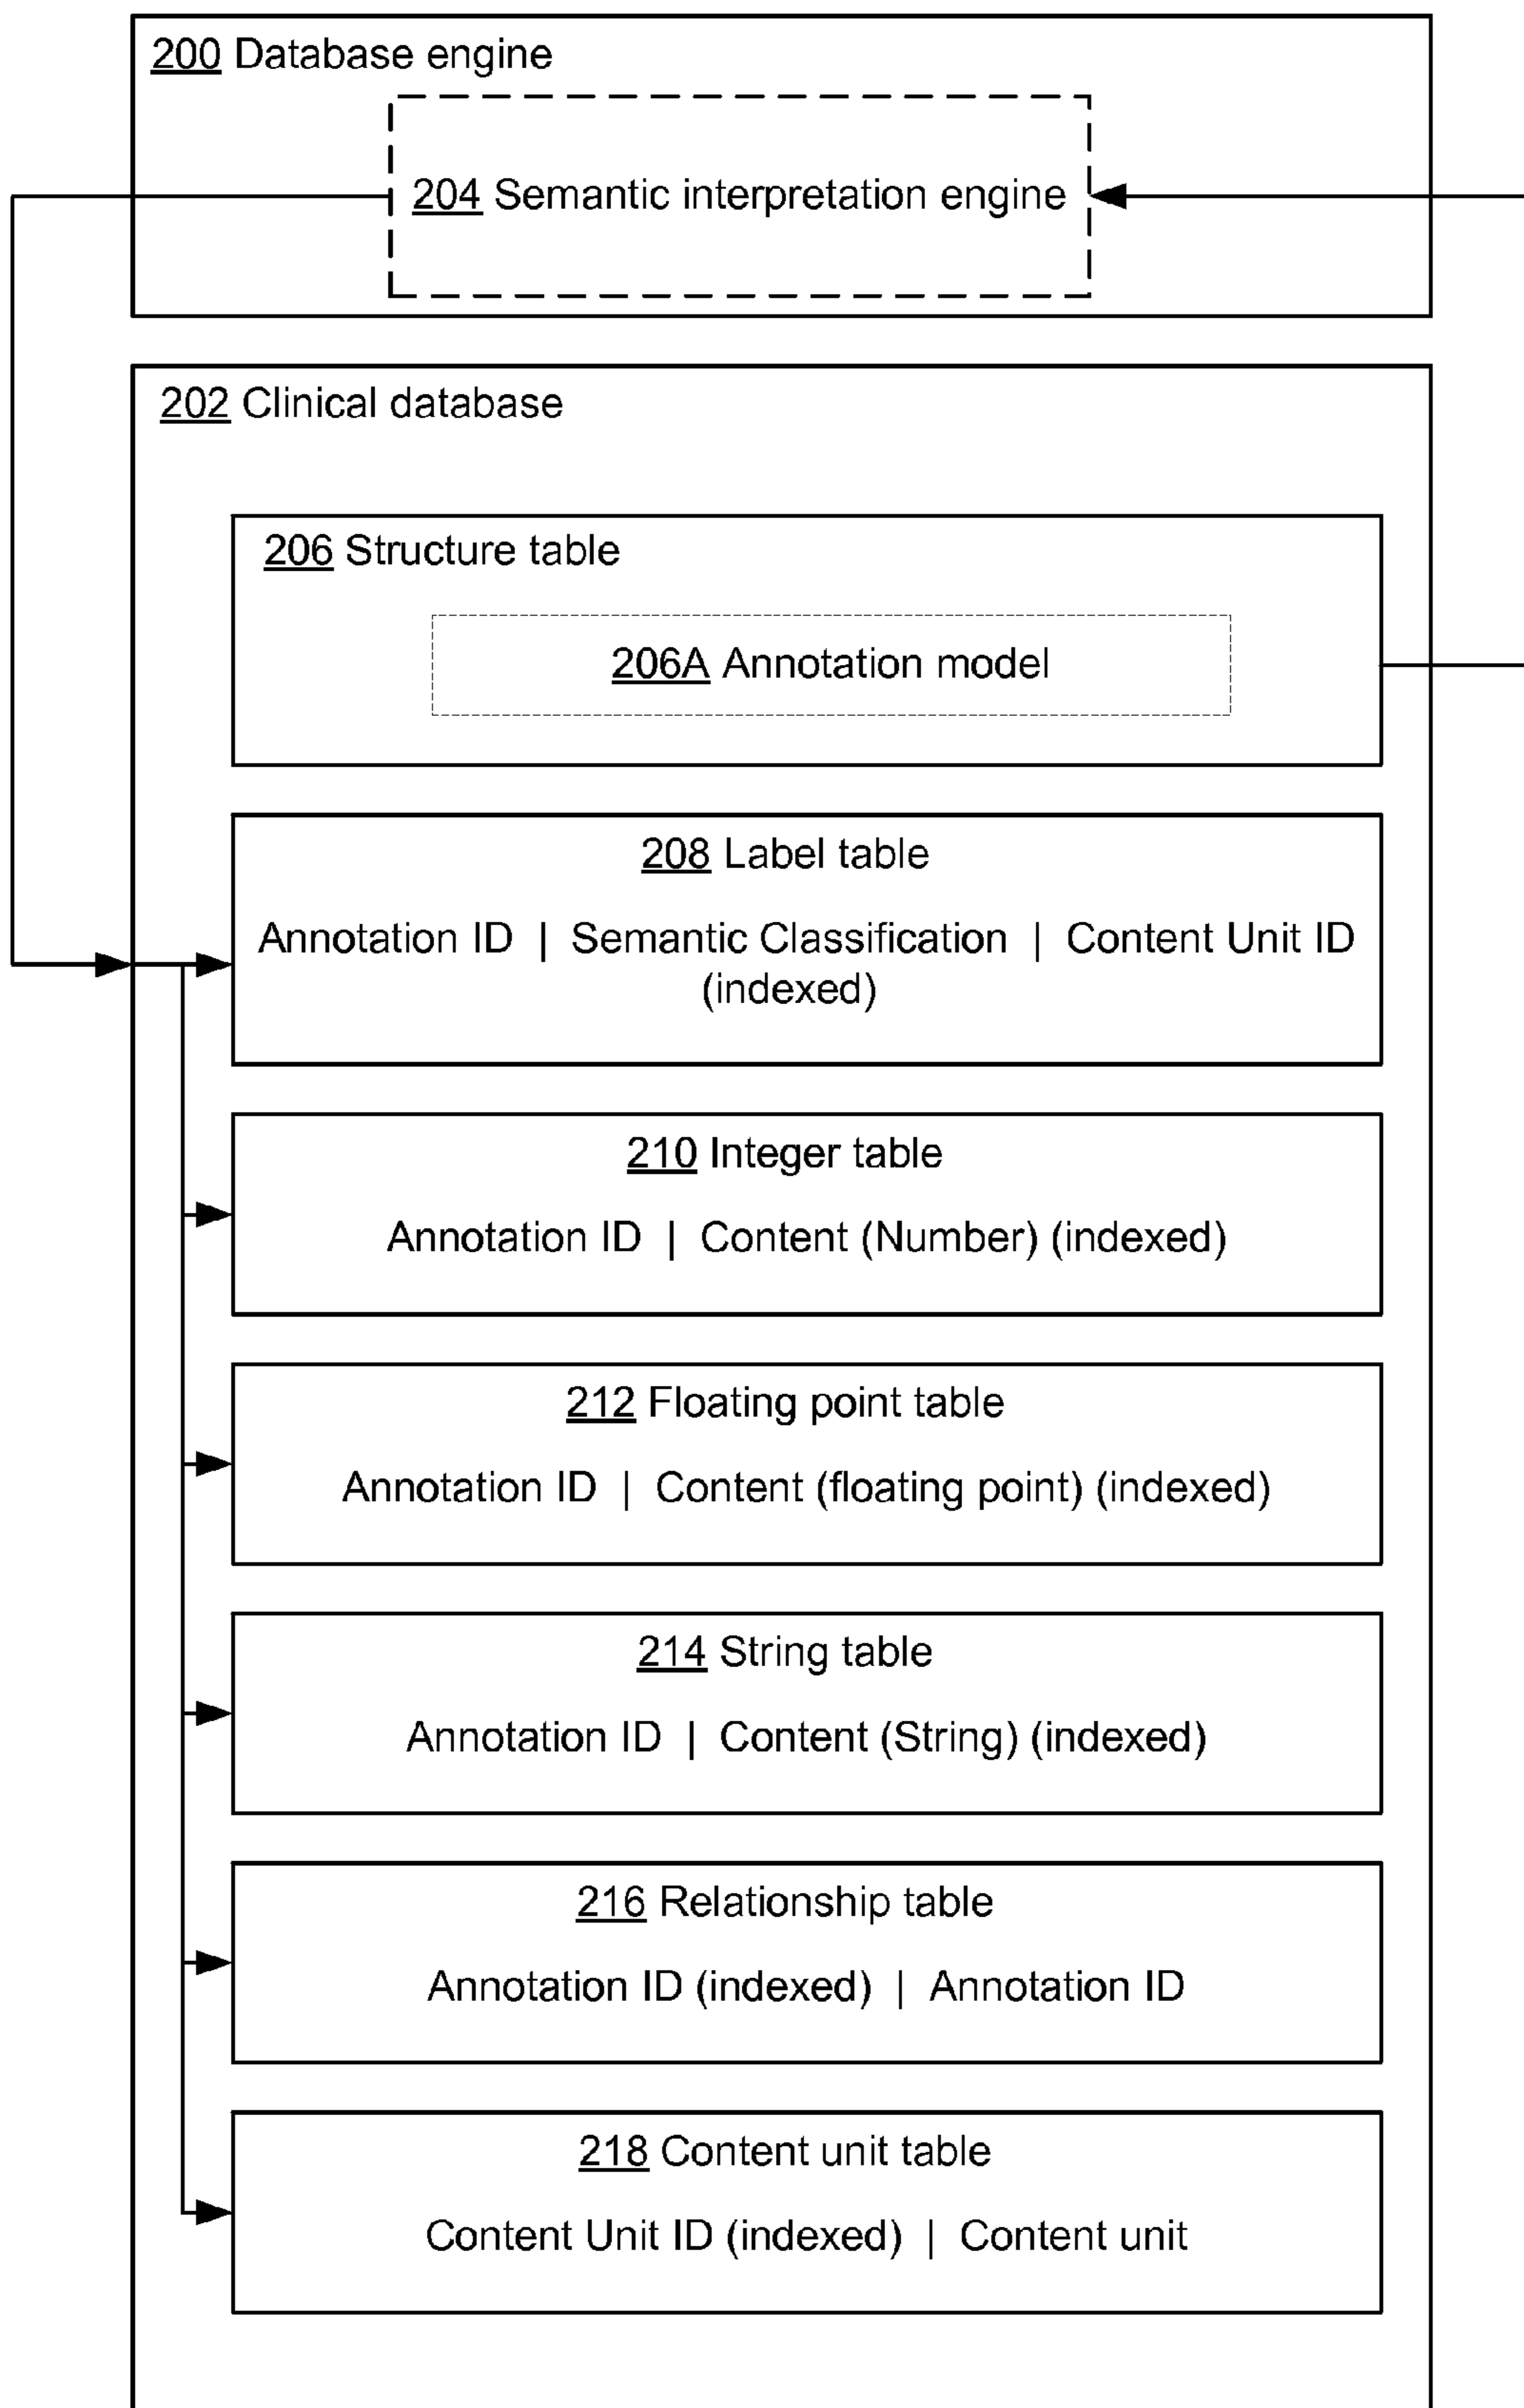 200 Database engine
204 Semantic interpretation engine
202 Clinical database
206 Structure table
206A Annotation model
208 Label table
Annotation ID | Semantic Classification | Content Unit ID
(indexed)
210 Integer table
Annotation ID | Content (Number) (indexed)
212 Floating point table
Annotation ID | Content (floating point) (indexed)
214 String table
Annotation ID | Content (String) (indexed)
216 Relationship table
Annotation ID (indexed) | Annotation ID
218 Content unit table
Content Unit ID (indexed) | Content unit